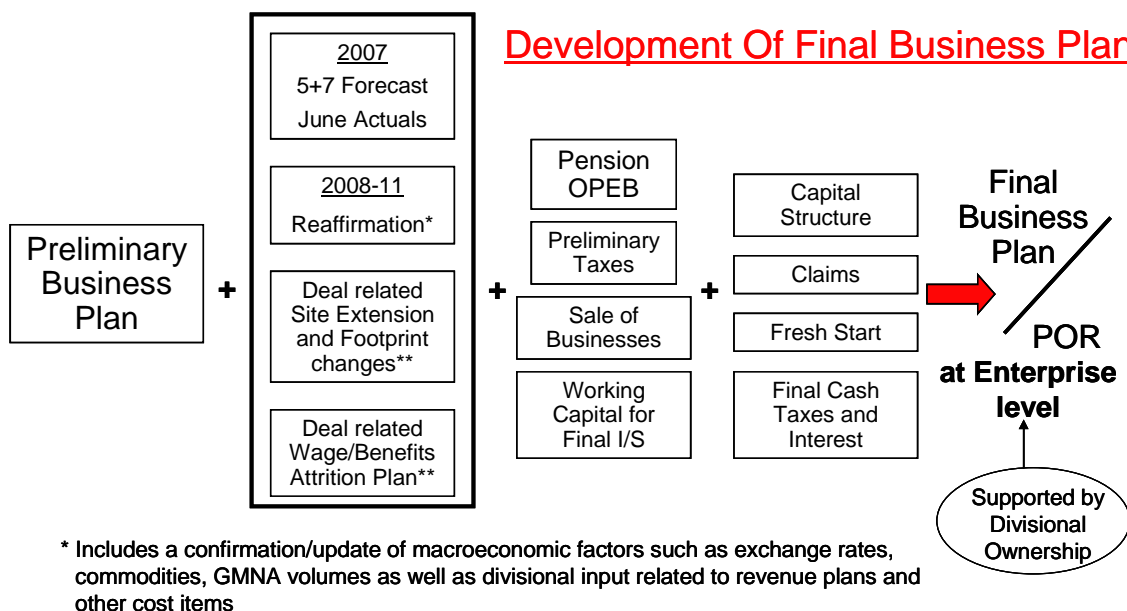 Development Of Final Business Plan
Preliminary
Business
Plan
+
2007
5+7 Forecast
June Actuals
2008-11
Reaffirmation*
Deal related
Site Extension
and Footprint
changes**
Deal related
Wage/Benefits
Attrition Plan**
+
Pension
OPEB
Preliminary
Taxes
Sale of
Businesses
Working
Capital for
Final I/S
+
Capital
Structure
Claims
Fresh Start
Final Cash
Taxes and
Interest
Final
Business
Plan
POR
at Enterprise
level
Supported by
Divisional
Ownership
* Includes a confirmation/update of macroeconomic factors such as exchange rates,
commodities, GMNA volumes as well as divisional input related to revenue plans and
other cost items